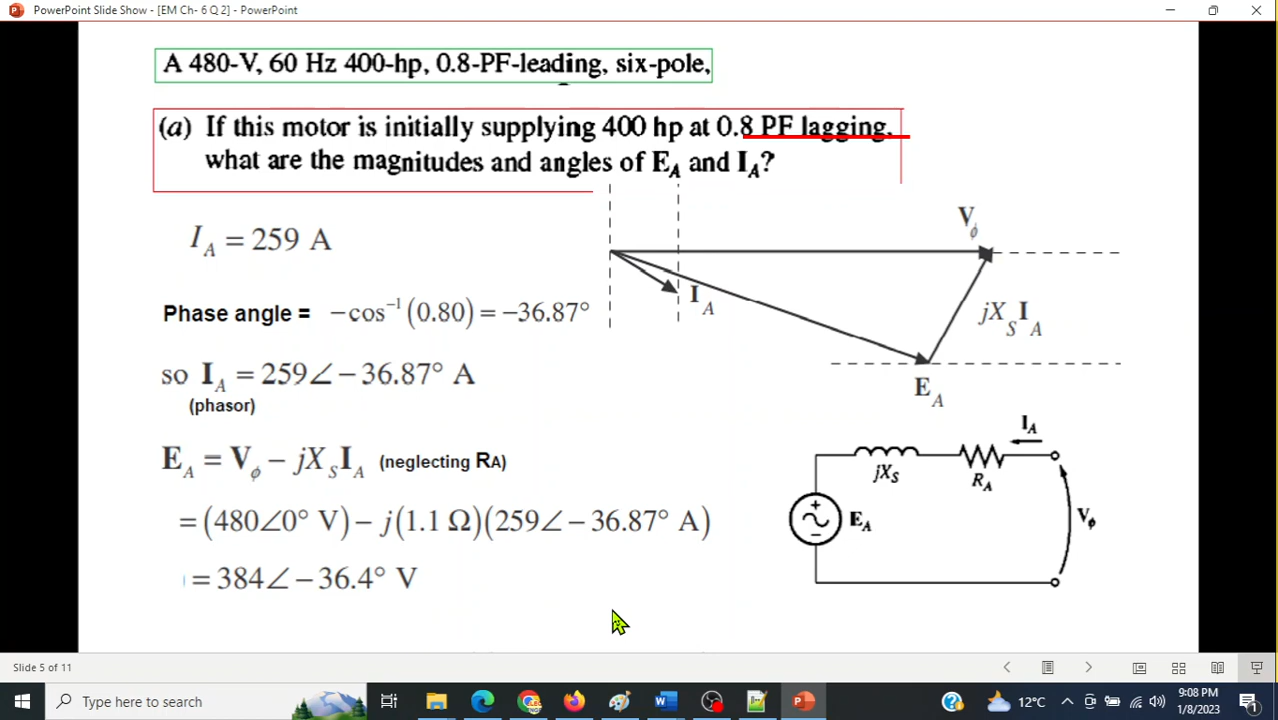 PowerPoint Slide Show - [EM Ch- 6 Q 2] - PowerPoint
A 480-V, 60 Hz 400-hp, 0.8-PF-leading, six-pole,
(a) If this motor is initially supplying 400 hp at 0.8 PF lagging,
what are the magnitudes and angles of E_A and I_A?
I_A = 259 A
Phase angle = −cos⁻¹(0.80) = −36.87°
so I_A = 259∠−36.87° A
(phasor)
E_A = V_ϕ − jX_S I_A (neglecting RA)
= (480∠0° V) − j(1.1 Ω)(259∠−36.87° A)
= 384∠−36.4° V
V_ϕ
I_A
jX_S I_A
E_A
I_A
jX_S
R_A
+
E_A
−
V_ϕ
Slide 5 of 11
Type here to search
12°C
9:08 PM
1/8/2023
1